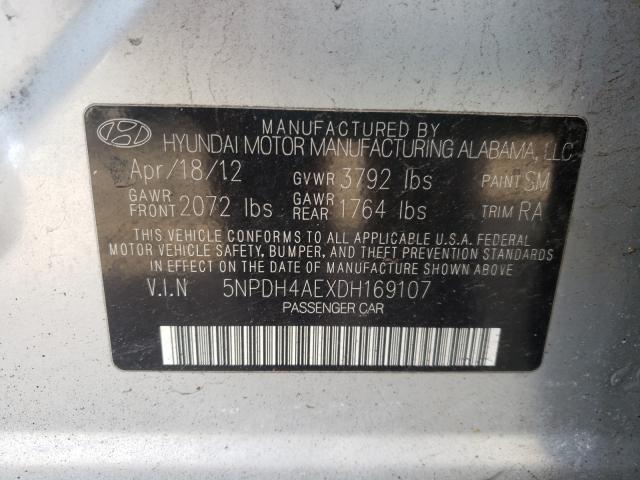 MANUFACTURED BY
HYUNDAI MOTOR MANUFACTURING ALABAMA, LLC
Apr/18/12 GVWR 3792 lbs PAINT SM
GAWR FRONT 2072 lbs GAWR REAR 1764 lbs TRIM RA
THIS VEHICLE CONFORMS TO ALL APPLICABLE U.S.A. FEDERAL
MOTOR VEHICLE SAFETY, BUMPER, AND THEFT PREVENTION STANDARDS
IN EFFECT ON THE DATE OF MANUFACTURE SHOWN ABOVE
V.I.N 5NPDH4AEXDH169107
PASSENGER CAR